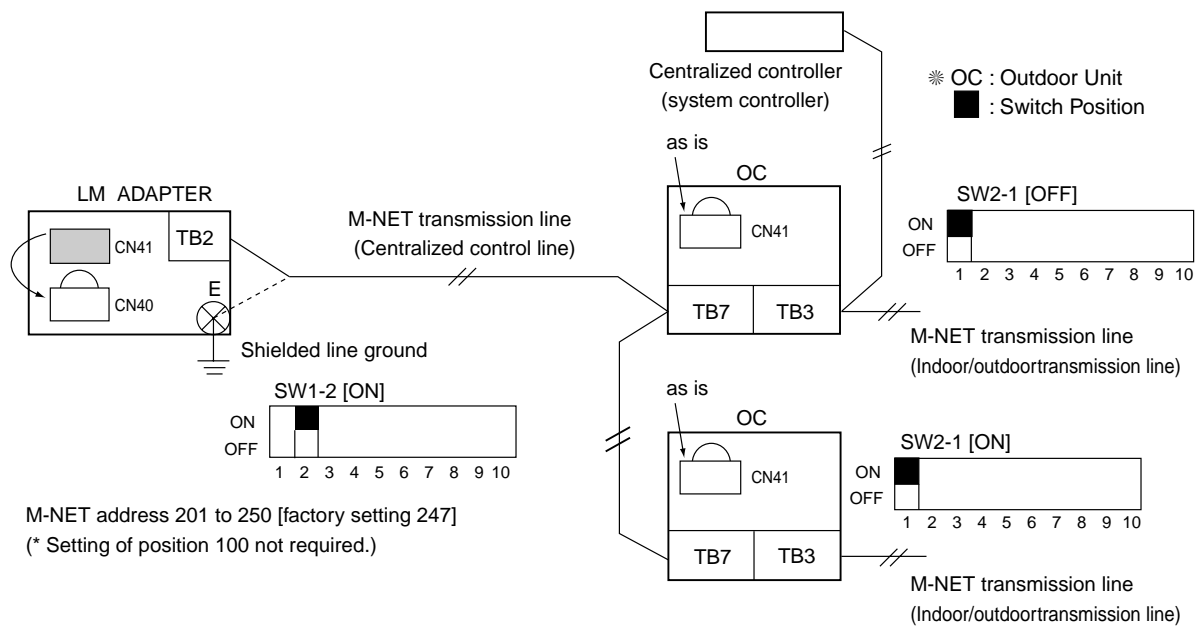 Centralized controller
(system controller)
※ OC : Outdoor Unit
: Switch Position
as is
OC
CN41
TB7 TB3
SW2-1 [OFF]
ON
OFF
1 2 3 4 5 6 7 8 9 10
M-NET transmission line
(Indoor/outdoortransmission line)
LM ADAPTER
CN41
TB2
CN40
E
Shielded line ground
M-NET transmission line
(Centralized control line)
SW1-2 [ON]
ON
OFF
1 2 3 4 5 6 7 8 9 10
M-NET address 201 to 250 [factory setting 247]
(* Setting of position 100 not required.)
as is
OC
CN41
TB7 TB3
SW2-1 [ON]
ON
OFF
1 2 3 4 5 6 7 8 9 10
M-NET transmission line
(Indoor/outdoortransmission line)